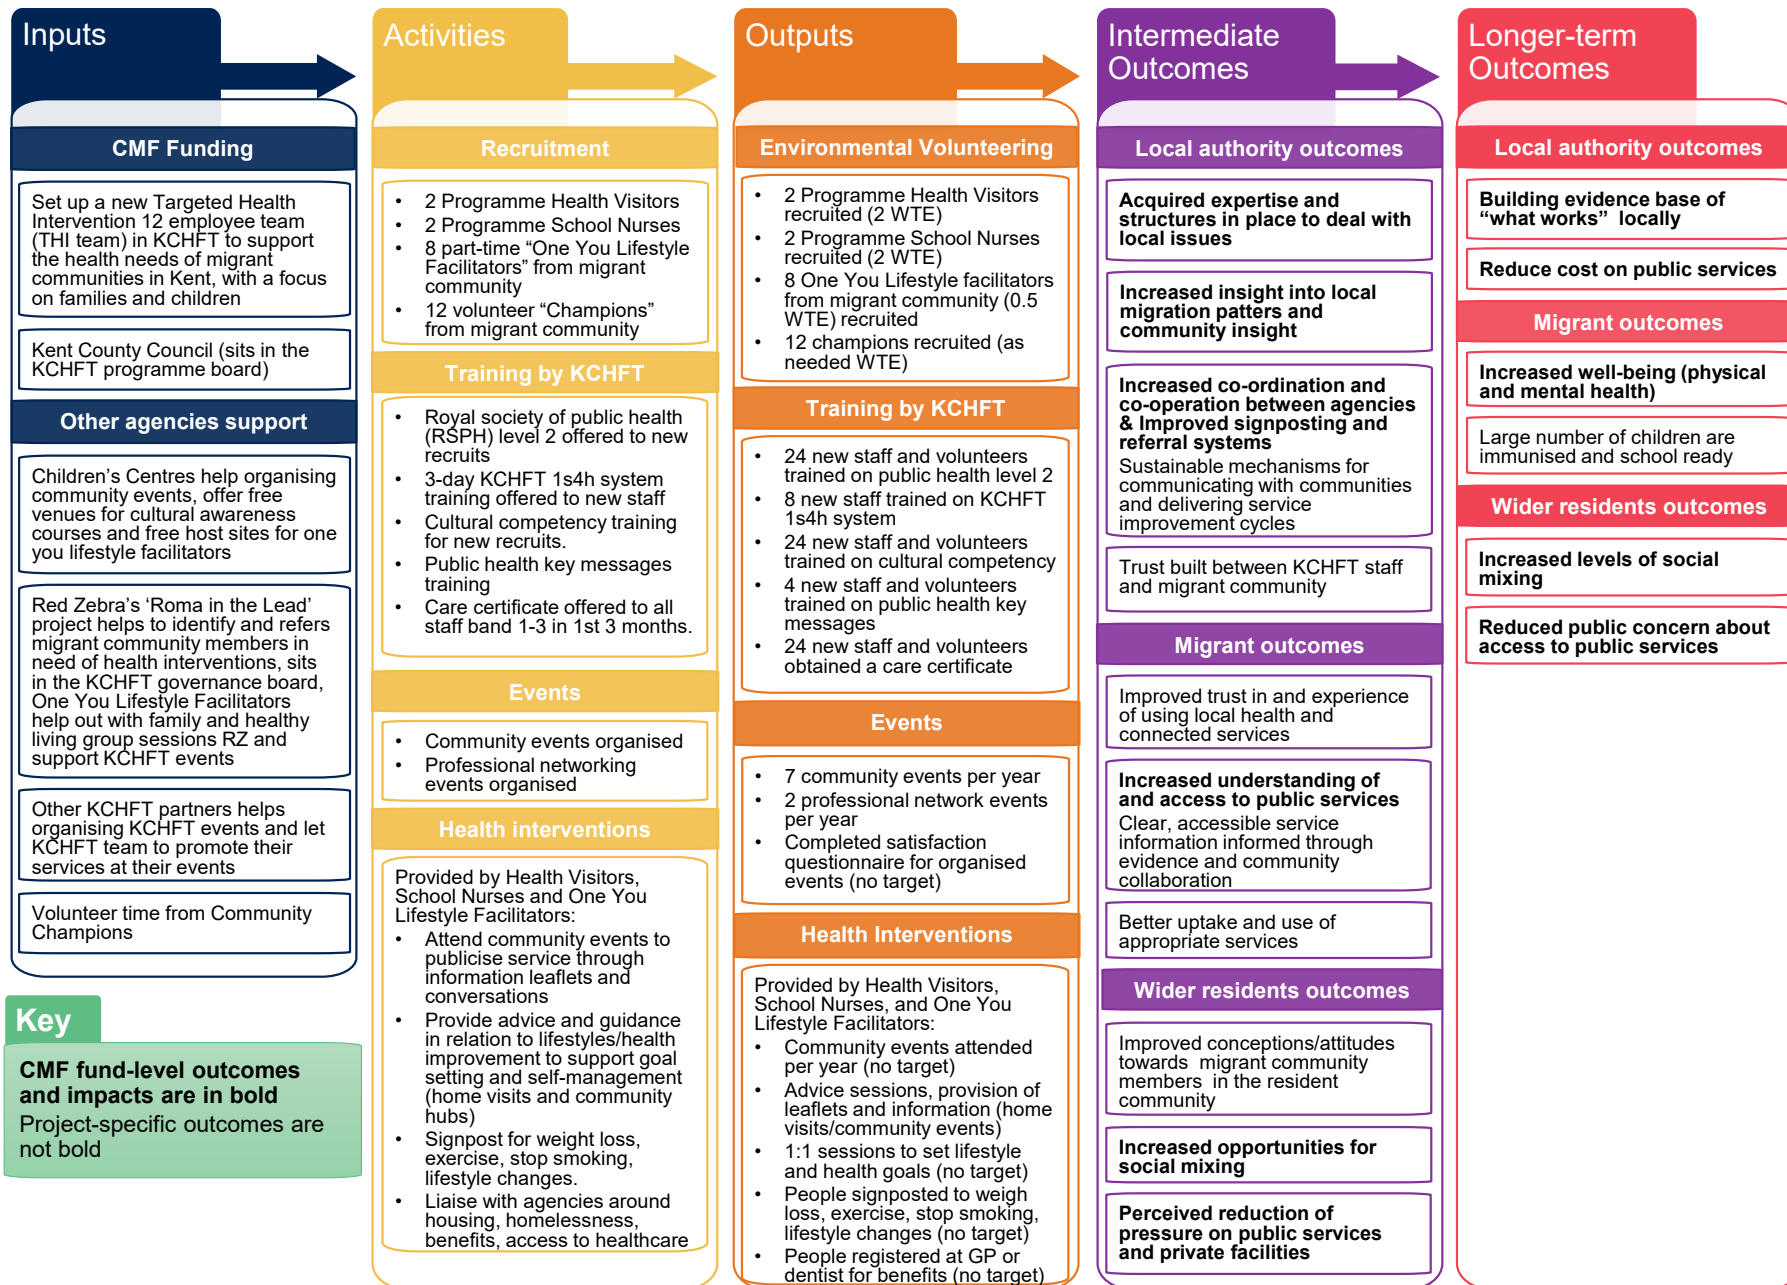 Inputs
CMF Funding
Set up a new Targeted Health
Intervention 12 employee team
(THI team) in KCHFT to support
the health needs of migrant
communities in Kent, with a focus
on families and children
Kent County Council (sits in the
KCHFT programme board)
Other agencies support
Children's Centres help organising
community events, offer free
venues for cultural awareness
courses and free host sites for one
you lifestyle facilitators
Red Zebra's 'Roma in the Lead'
project helps to identify and refers
migrant community members in
need of health interventions, sits
in the KCHFT governance board,
One You Lifestyle Facilitators
help out with family and healthy
living group sessions RZ and
support KCHFT events
Other KCHFT partners helps
organising KCHFT events and let
KCHFT team to promote their
services at their events
Volunteer time from Community
Champions
Key
CMF fund-level outcomes
and impacts are in bold
Project-specific outcomes are
not bold
Activities
Recruitment
• 2 Programme Health Visitors
• 2 Programme School Nurses
• 8 part-time “One You Lifestyle
Facilitators” from migrant
community
• 12 volunteer “Champions”
from migrant community
Training by KCHFT
• Royal society of public health
(RSPH) level 2 offered to new
recruits
• 3-day KCHFT 1s4h system
training offered to new staff
• Cultural competency training
for new recruits.
• Public health key messages
training
• Care certificate offered to all
staff band 1-3 in 1st 3 months.
Events
• Community events organised
• Professional networking
events organised
Health interventions
Provided by Health Visitors,
School Nurses and One You
Lifestyle Facilitators:
• Attend community events to
publicise service through
information leaflets and
conversations
• Provide advice and guidance
in relation to lifestyles/health
improvement to support goal
setting and self-management
(home visits and community
hubs)
• Signpost for weight loss,
exercise, stop smoking,
lifestyle changes.
• Liaise with agencies around
housing, homelessness,
benefits, access to healthcare
Outputs
Environmental Volunteering
• 2 Programme Health Visitors
recruited (2 WTE)
• 2 Programme School Nurses
recruited (2 WTE)
• 8 One You Lifestyle facilitators
from migrant community (0.5
WTE) recruited
• 12 champions recruited (as
needed WTE)
Training by KCHFT
• 24 new staff and volunteers
trained on public health level 2
• 8 new staff trained on KCHFT
1s4h system
• 24 new staff and volunteers
trained on cultural competency
• 4 new staff and volunteers
trained on public health key
messages
• 24 new staff and volunteers
obtained a care certificate
Events
• 7 community events per year
• 2 professional network events
per year
• Completed satisfaction
questionnaire for organised
events (no target)
Health Interventions
Provided by Health Visitors,
School Nurses, and One You
Lifestyle Facilitators:
• Community events attended
per year (no target)
• Advice sessions, provision of
leaflets and information (home
visits/community events)
• 1:1 sessions to set lifestyle
and health goals (no target)
• People signposted to weigh
loss, exercise, stop smoking,
lifestyle changes (no target)
• People registered at GP or
dentist for benefits (no target)
Intermediate
Outcomes
Local authority outcomes
Acquired expertise and
structures in place to deal with
local issues
Increased insight into local
migration patters and
community insight
Increased co-ordination and
co-operation between agencies
& Improved signposting and
referral systems
Sustainable mechanisms for
communicating with communities
and delivering service
improvement cycles
Trust built between KCHFT staff
and migrant community
Migrant outcomes
Improved trust in and experience
of using local health and
connected services
Increased understanding of
and access to public services
Clear, accessible service
information informed through
evidence and community
collaboration
Better uptake and use of
appropriate services
Wider residents outcomes
Improved conceptions/attitudes
towards migrant community
members in the resident
community
Increased opportunities for
social mixing
Perceived reduction of
pressure on public services
and private facilities
Longer-term
Outcomes
Local authority outcomes
Building evidence base of
“what works” locally
Reduce cost on public services
Migrant outcomes
Increased well-being (physical
and mental health)
Large number of children are
immunised and school ready
Wider residents outcomes
Increased levels of social
mixing
Reduced public concern about
access to public services